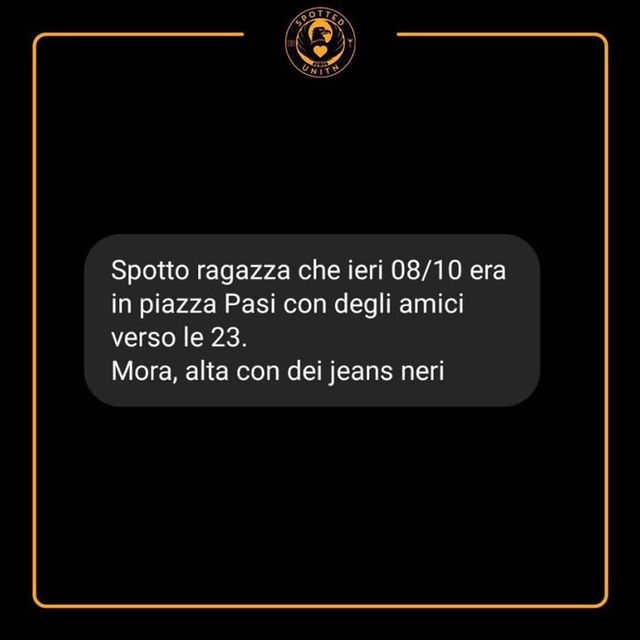 SPOTTED
UNITN
Spotto ragazza che ieri 08/10 era
in piazza Pasi con degli amici
verso le 23.
Mora, alta con dei jeans neri